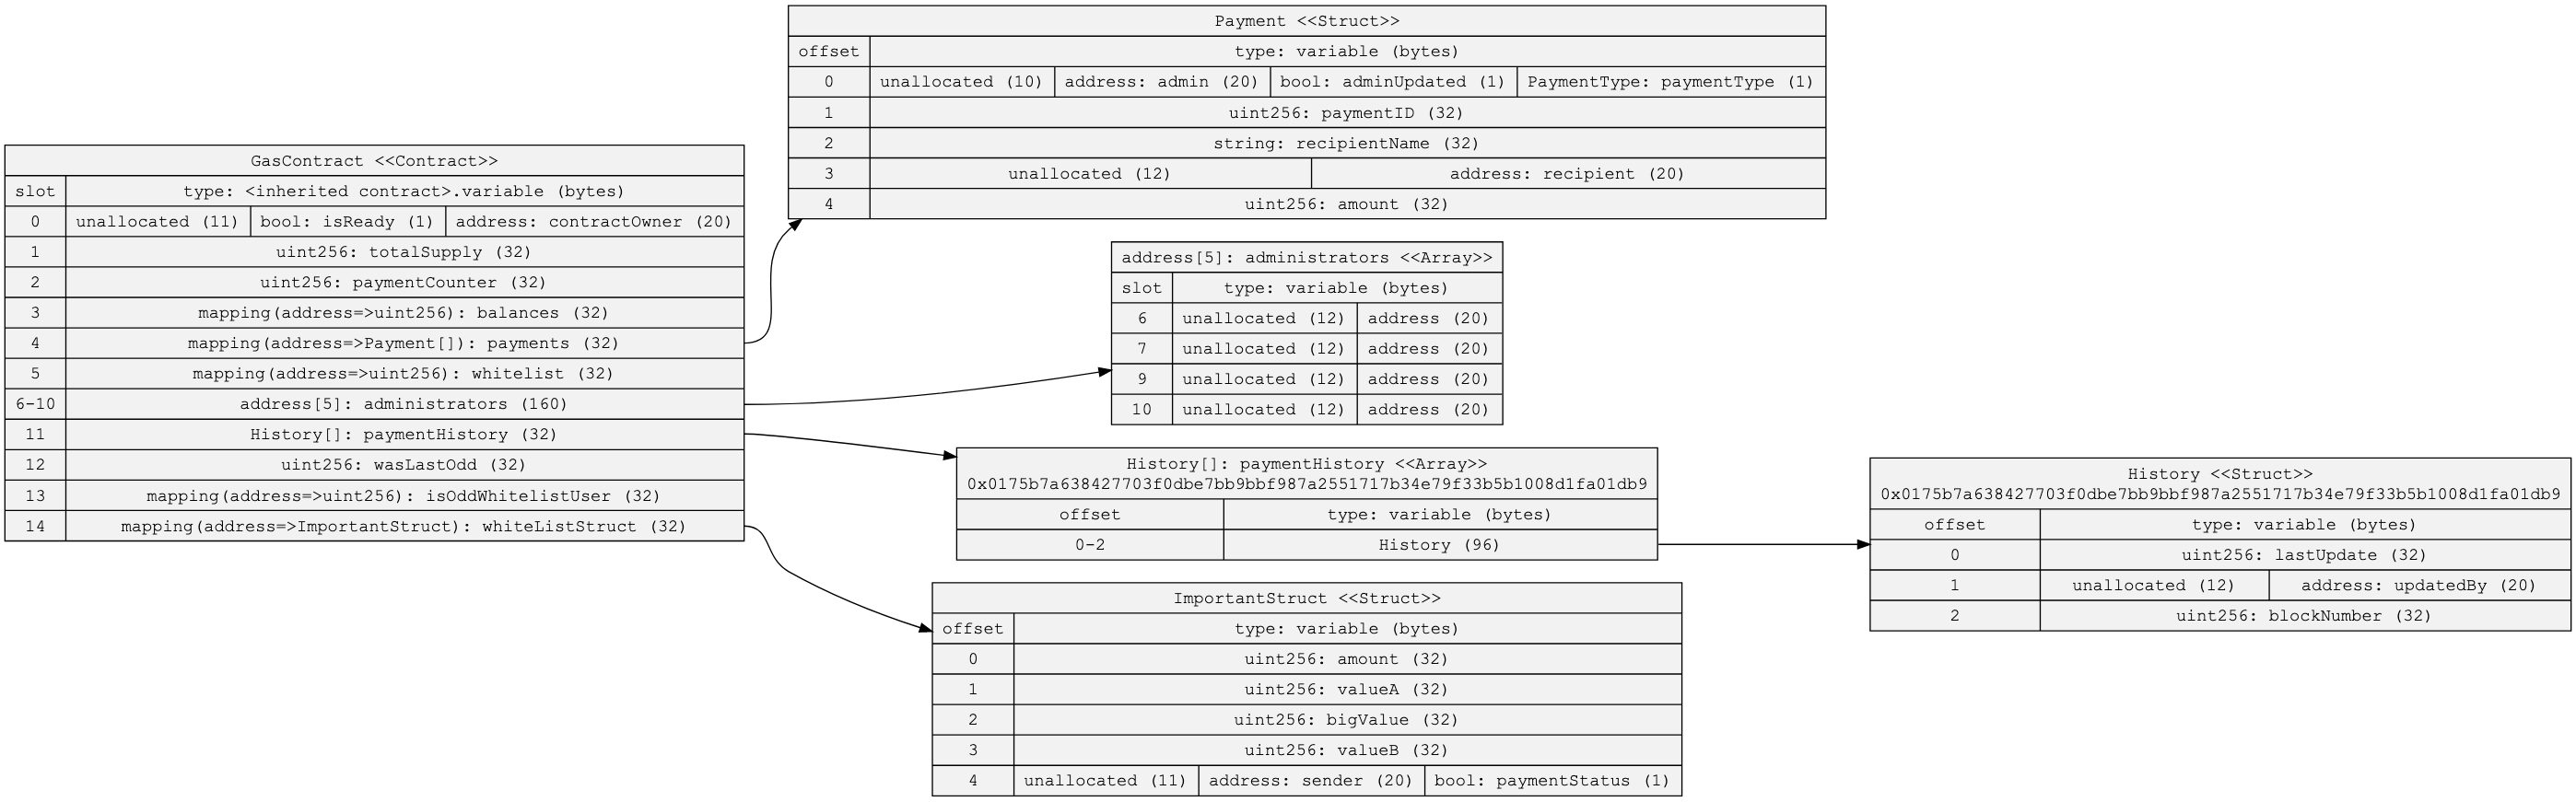 GasContract <<Contract>>
slot type: <inherited contract>.variable (bytes)
0 unallocated (11) bool: isReady (1) address: contractOwner (20)
1 uint256: totalSupply (32)
2 uint256: paymentCounter (32)
3 mapping(address=>uint256): balances (32)
4 mapping(address=>Payment[]): payments (32)
5 mapping(address=>uint256): whitelist (32)
6-10 address[5]: administrators (160)
11 History[]: paymentHistory (32)
12 uint256: wasLastOdd (32)
13 mapping(address=>uint256): isOddWhitelistUser (32)
14 mapping(address=>ImportantStruct): whiteListStruct (32)
Payment <<Struct>>
offset type: variable (bytes)
0 unallocated (10) address: admin (20) bool: adminUpdated (1) PaymentType: paymentType (1)
1 uint256: paymentID (32)
2 string: recipientName (32)
3 unallocated (12) address: recipient (20)
4 uint256: amount (32)
address[5]: administrators <<Array>>
slot type: variable (bytes)
6 unallocated (12) address (20)
7 unallocated (12) address (20)
9 unallocated (12) address (20)
10 unallocated (12) address (20)
History[]: paymentHistory <<Array>>
0x0175b7a638427703f0dbe7bb9bbf987a2551717b34e79f33b5b1008d1fa01db9
offset type: variable (bytes)
0-2 History (96)
History <<Struct>>
0x0175b7a638427703f0dbe7bb9bbf987a2551717b34e79f33b5b1008d1fa01db9
offset type: variable (bytes)
0 uint256: lastUpdate (32)
1 unallocated (12) address: updatedBy (20)
2 uint256: blockNumber (32)
ImportantStruct <<Struct>>
offset type: variable (bytes)
0 uint256: amount (32)
1 uint256: valueA (32)
2 uint256: bigValue (32)
3 uint256: valueB (32)
4 unallocated (11) address: sender (20) bool: paymentStatus (1)